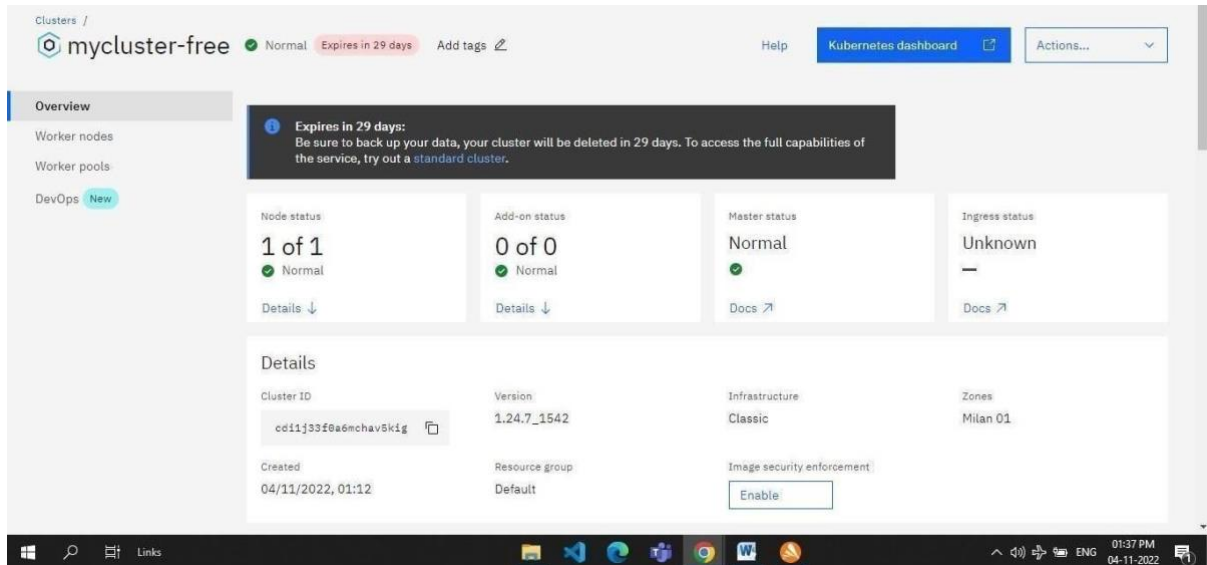 Clusters /
mycluster-free Normal Expires in 29 days Add tags Help Kubernetes dashboard Actions...
Overview
Worker nodes
Worker pools
DevOps New
Expires in 29 days:
Be sure to back up your data, your cluster will be deleted in 29 days. To access the full capabilities of
the service, try out a standard cluster.
Node status
1 of 1
Normal
Details
Add-on status
0 of 0
Normal
Details
Master status
Normal
Docs
Ingress status
Unknown
Docs
Details
Cluster ID
cdi1j33f0a6mchav5kig
Version
1.24.7_1542
Infrastructure
Classic
Zones
Milan 01
Created
04/11/2022, 01:12
Resource group
Default
Image security enforcement
Enable
Links
ENG
01:37 PM
04-11-2022
1